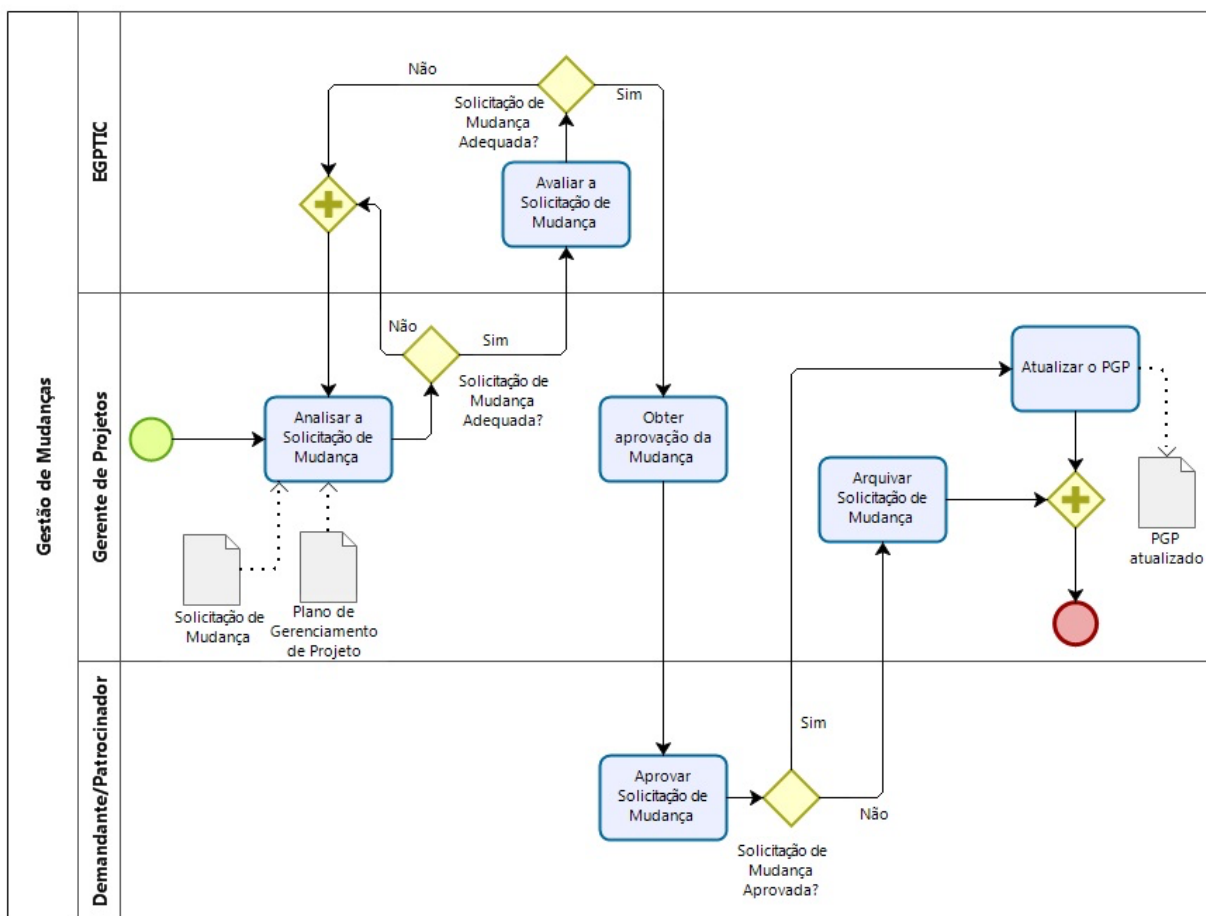 Gestão de Mudanças
EGPTIC
Não
Sim
Solicitação de
Mudança
Adequada?
Avaliar a
Solicitação de
Mudança
Gerente de Projetos
Não
Sim
Solicitação de
Mudança
Adequada?
Analisar a
Solicitação de
Mudança
Solicitação de
Mudança
Plano de
Gerenciamento
de Projeto
Obter
aprovação da
Mudança
Atualizar o PGP
Arquivar
Solicitação de
Mudança
PGP
atualizado
Demandante/Patrocinador
Aprovar
Solicitação de
Mudança
Sim
Não
Solicitação de
Mudança
Aprovada?